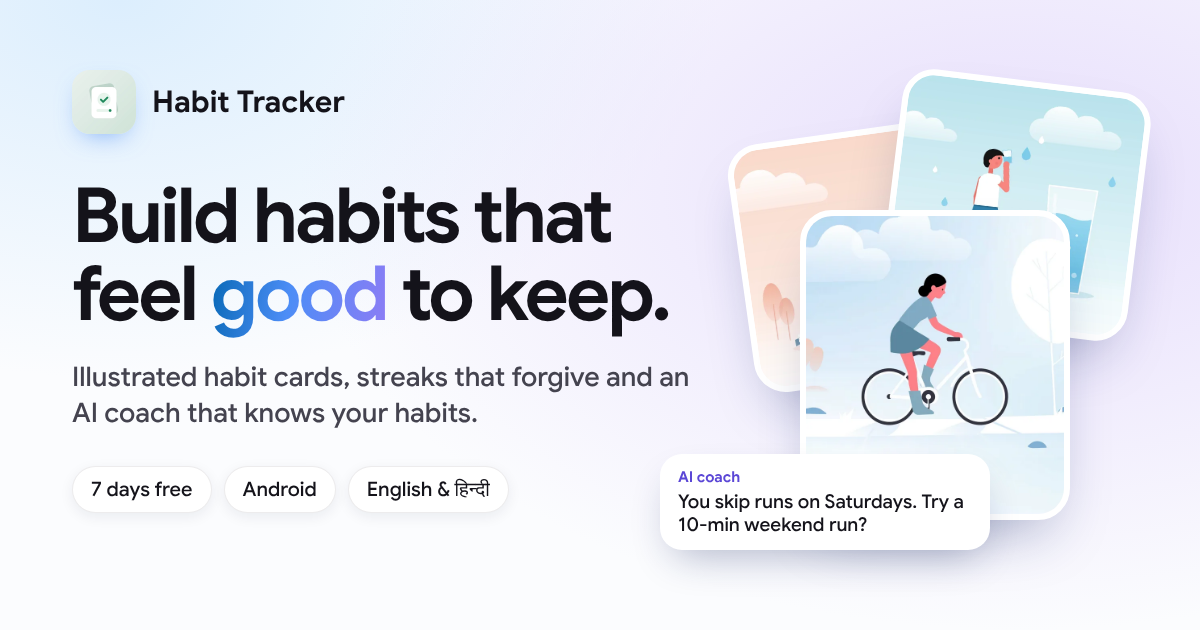 Habit Tracker
Build habits that
feel good to keep.
Illustrated habit cards, streaks that forgive and an
AI coach that knows your habits.
7 days free
Android
English & हिन्दी
AI coach
You skip runs on Saturdays. Try a
10-min weekend run?